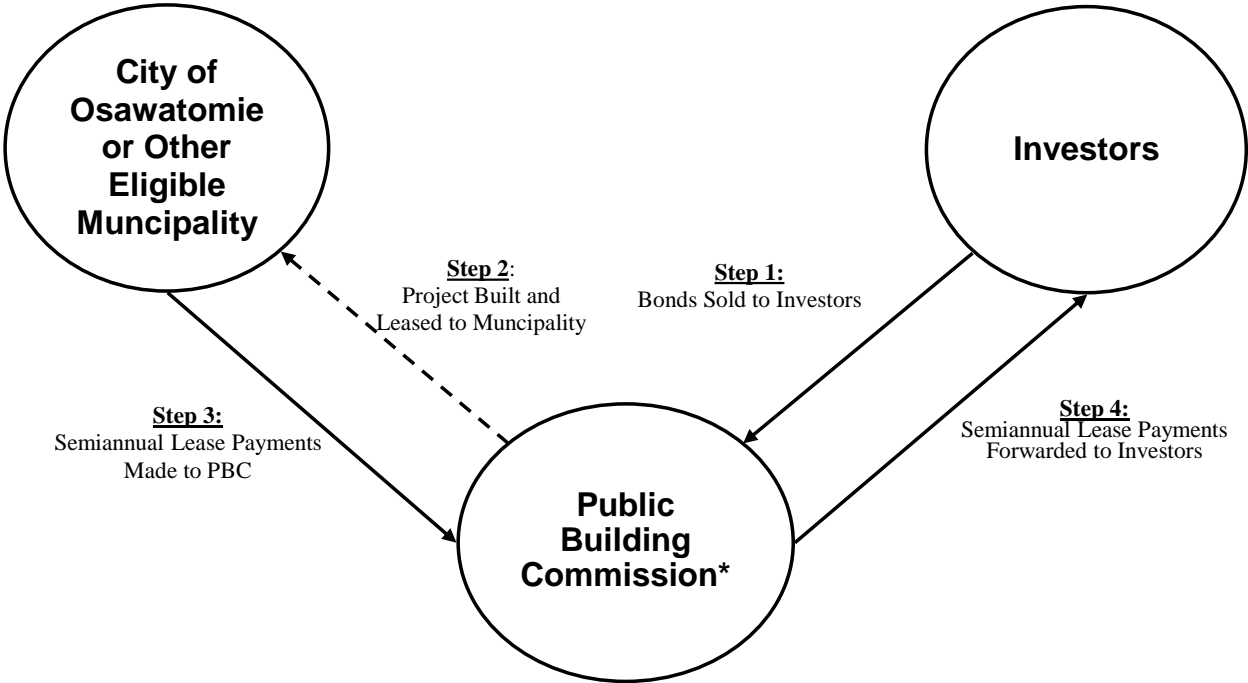 City of
Osawatomie
or Other
Eligible
Muncipality
Investors
Step 2:
Project Built and
Leased to Muncipality
Step 1:
Bonds Sold to Investors
Step 3:
Semiannual Lease Payments
Made to PBC
Step 4:
Semiannual Lease Payments
Forwarded to Investors
Public
Building
Commission*